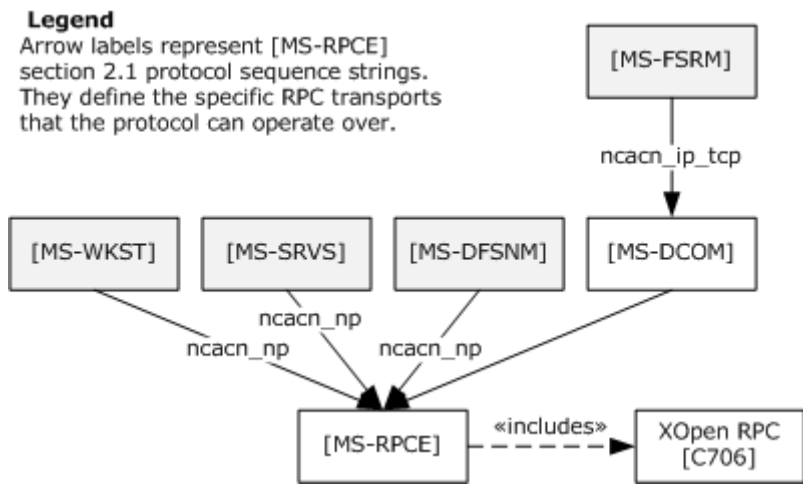 Legend
Arrow labels represent [MS-RPCE]
section 2.1 protocol sequence strings.
They define the specific RPC transports
that the protocol can operate over.
[MS-FSRM]
ncacn_ip_tcp
[MS-WKST]
[MS-SRVS]
[MS-DFSNM]
[MS-DCOM]
ncacn_np
ncacn_np
ncacn_np
[MS-RPCE]
«includes»
XOpen RPC
[C706]